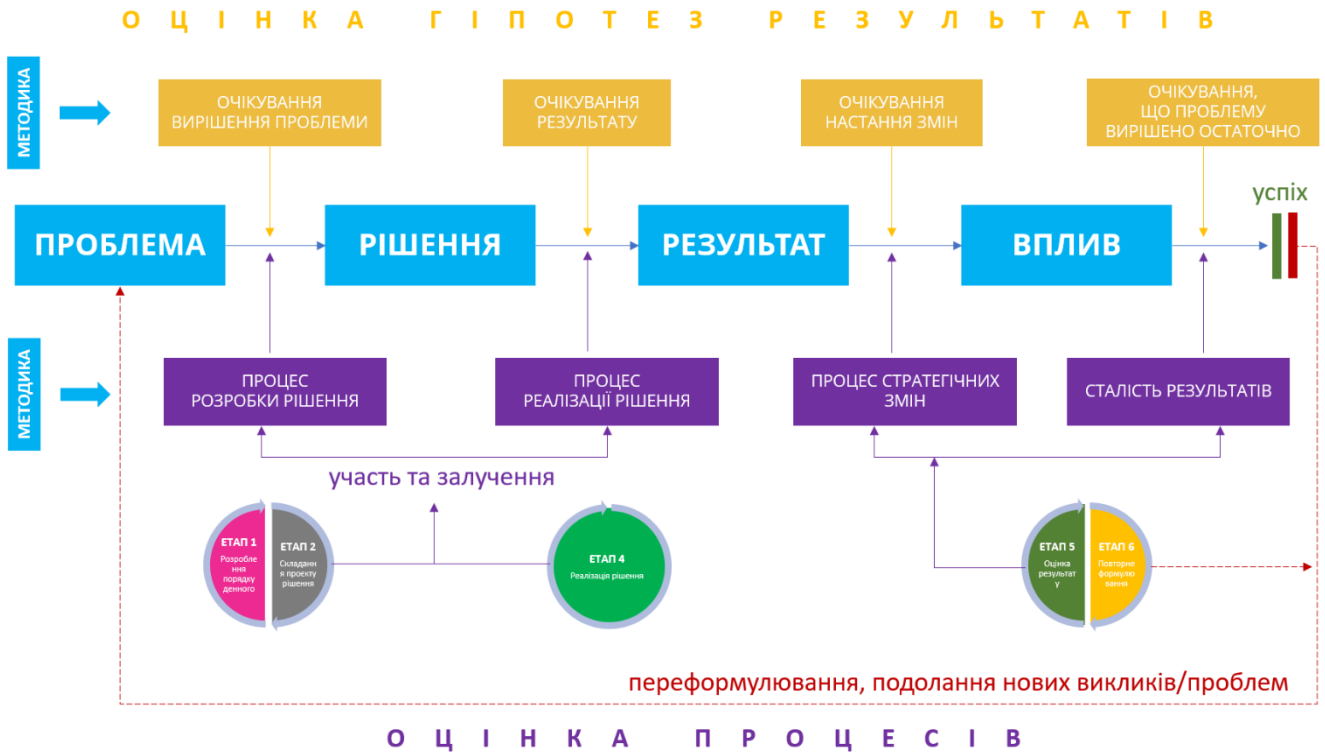 ОЦІНКА ГІПОТЕЗ РЕЗУЛЬТАТІВ
МЕТОДИКА
ОЧІКУВАННЯ
ВИРІШЕННЯ ПРОБЛЕМИ
ОЧІКУВАННЯ
РЕЗУЛЬТАТУ
ОЧІКУВАННЯ
НАСТАННЯ ЗМІН
ОЧІКУВАННЯ,
ЩО ПРОБЛЕМУ
ВИРІШЕНО ОСТАТОЧНО
успіх
ПРОБЛЕМА
РІШЕННЯ
РЕЗУЛЬТАТ
ВПЛИВ
МЕТОДИКА
ПРОЦЕС
РОЗРОБКИ РІШЕННЯ
ПРОЦЕС
РЕАЛІЗАЦІЇ РІШЕННЯ
ПРОЦЕС СТРАТЕГІЧНИХ
ЗМІН
СТАЛІСТЬ РЕЗУЛЬТАТІВ
участь та залучення
ЕТАП 1
Розробле
ння
порядку
денного
ЕТАП 2
Складанн
я проєкту
рішення
ЕТАП 4
Реалізація рішення
ЕТАП 5
Оцінка
результат
у
ЕТАП 6
Повторне
формулю
вання
переформулювання, подолання нових викликів/проблем
ОЦІНКА ПРОЦЕСІВ